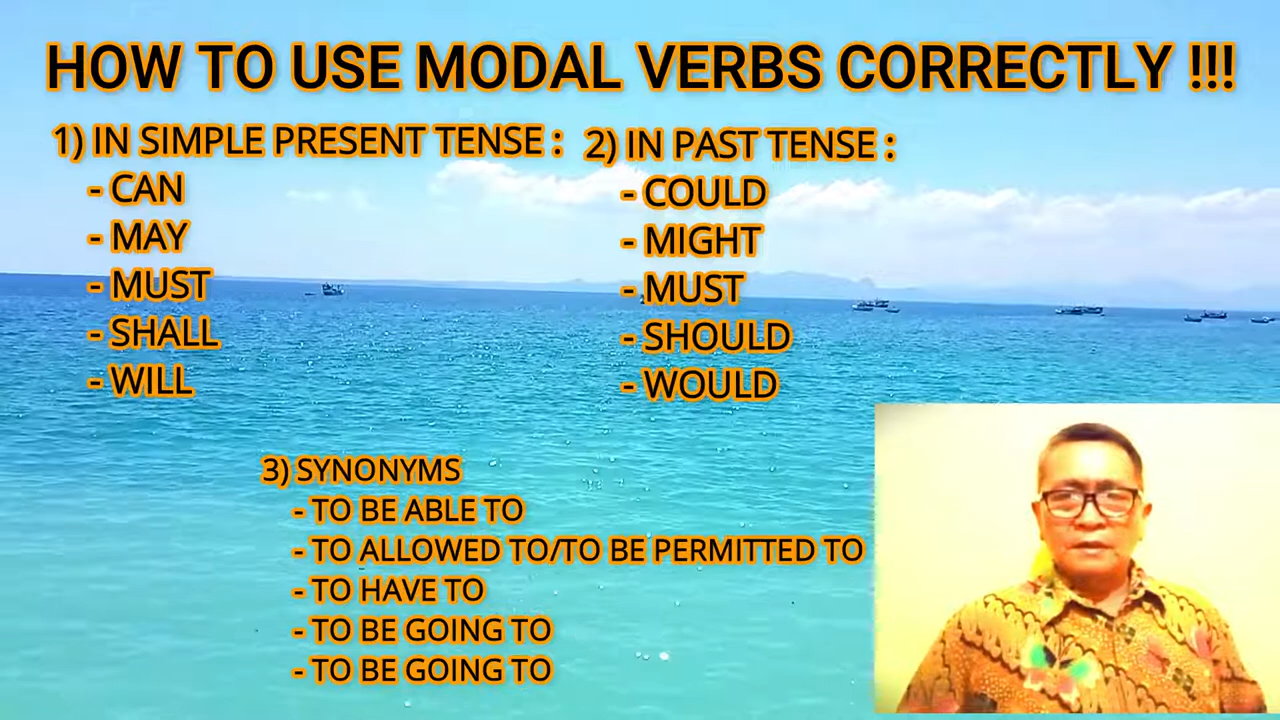 HOW TO USE MODAL VERBS CORRECTLY !!!
1) IN SIMPLE PRESENT TENSE :
- CAN
- MAY
- MUST
- SHALL
- WILL
2) IN PAST TENSE :
- COULD
- MIGHT
- MUST
- SHOULD
- WOULD
3) SYNONYMS
- TO BE ABLE TO
- TO ALLOWED TO/TO BE PERMITTED TO
- TO HAVE TO
- TO BE GOING TO
- TO BE GOING TO